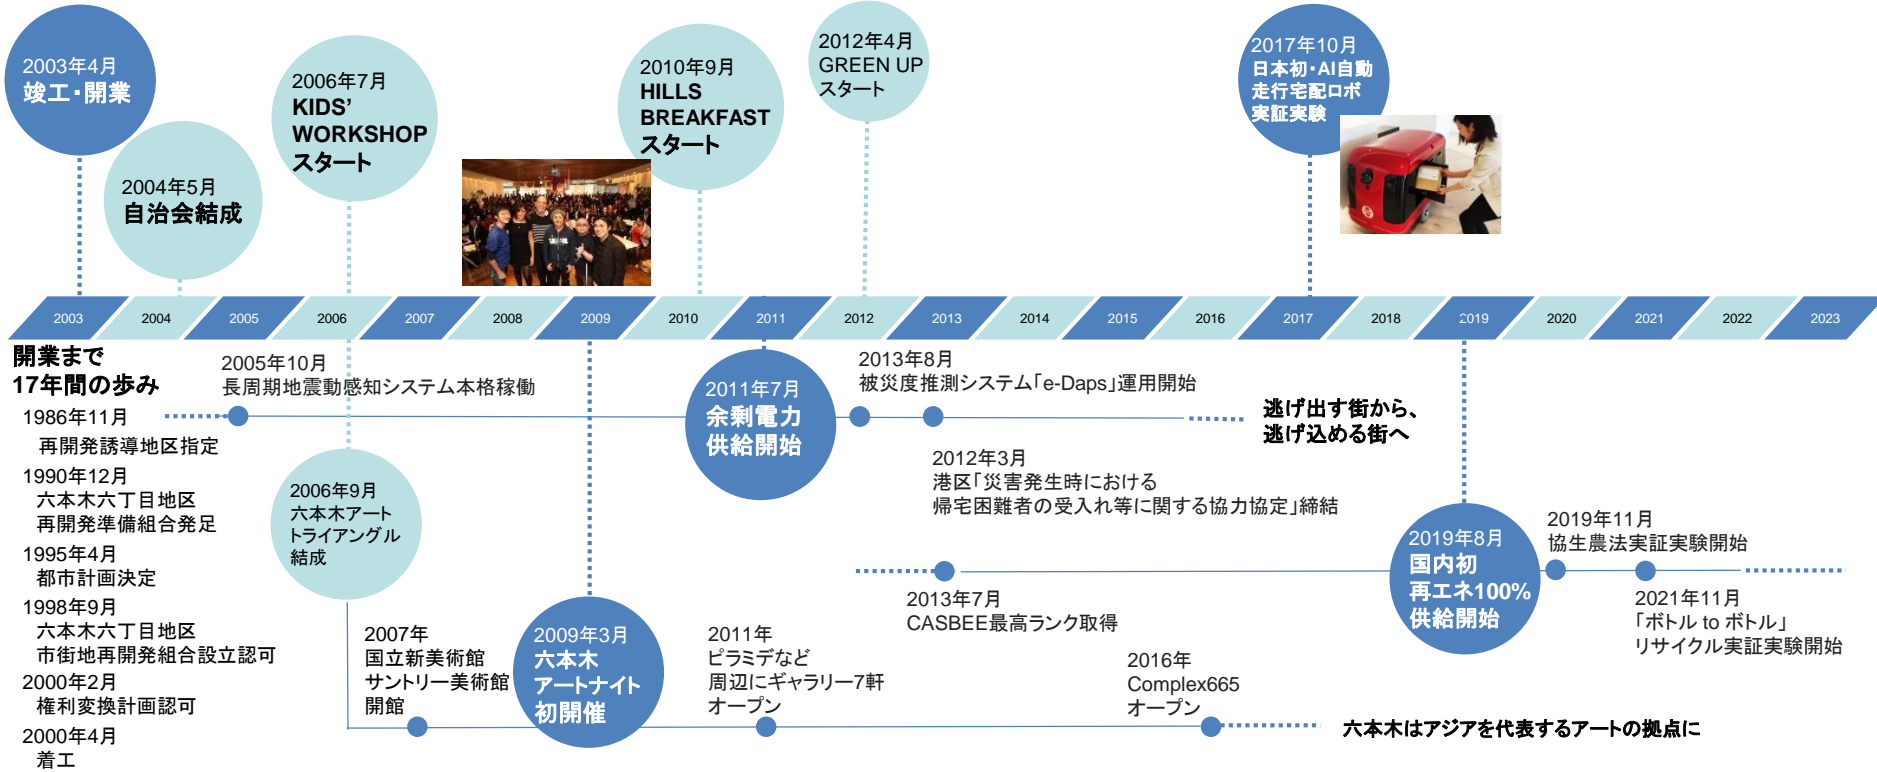 2003年4月
竣工・開業
2004年5月
自治会結成
2006年7月
KIDS'
WORKSHOP
スタート
2010年9月
HILLS
BREAKFAST
スタート
2012年4月
GREEN UP
スタート
2017年10月
日本初・AI自動
走行宅配ロボ
実証実験
2003 2004 2005 2006 2007 2008 2009 2010 2011 2012 2013 2014 2015 2016 2017 2018 2019 2020 2021 2022 2023
開業まで
17年間の歩み
1986年11月
再開発誘導地区指定
1990年12月
六本木六丁目地区
再開発準備組合発足
1995年4月
都市計画決定
1998年9月
六本木六丁目地区
市街地再開発組合設立認可
2000年2月
権利変換計画認可
2000年4月
着工
2005年10月
長周期地震動感知システム本格稼働
2011年7月
余剰電力
供給開始
2013年8月
被災度推測システム「e-Daps」運用開始
2012年3月
港区「災害発生時における
帰宅困難者の受入れ等に関する協力協定」締結
逃げ出す街から、
逃げ込める街へ
2006年9月
六本木アート
トライアングル
結成
2013年7月
CASBEE最高ランク取得
2019年8月
国内初
再エネ100%
供給開始
2019年11月
協生農法実証実験開始
2021年11月
「ボトル to ボトル」
リサイクル実証実験開始
2007年
国立新美術館
サントリー美術館
開館
2009年3月
六本木
アートナイト
初開催
2011年
ピラミデなど
周辺にギャラリー7軒
オープン
2016年
Complex665
オープン
六本木はアジアを代表するアートの拠点に